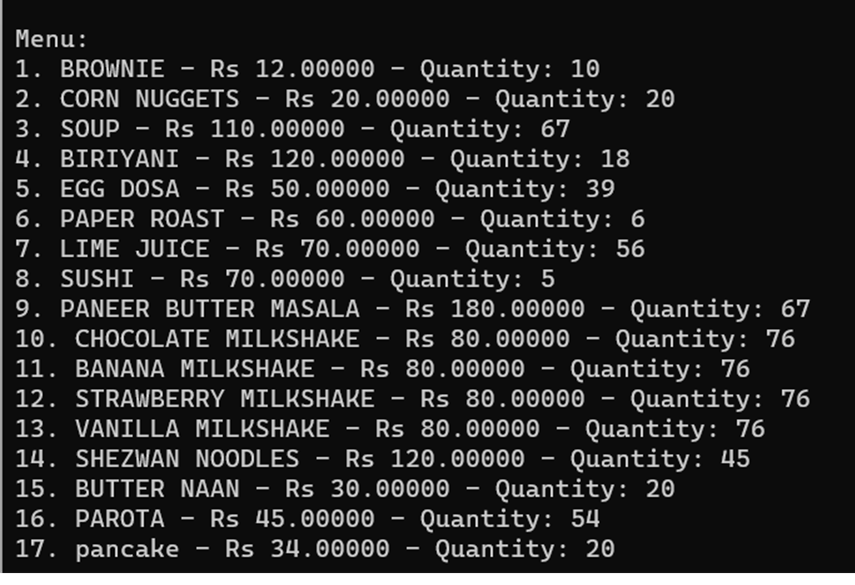 Menu:
1. BROWNIE - Rs 12.00000 - Quantity: 10
2. CORN NUGGETS - Rs 20.00000 - Quantity: 20
3. SOUP - Rs 110.00000 - Quantity: 67
4. BIRIYANI - Rs 120.00000 - Quantity: 18
5. EGG DOSA - Rs 50.00000 - Quantity: 39
6. PAPER ROAST - Rs 60.00000 - Quantity: 6
7. LIME JUICE - Rs 70.00000 - Quantity: 56
8. SUSHI - Rs 70.00000 - Quantity: 5
9. PANEER BUTTER MASALA - Rs 180.00000 - Quantity: 67
10. CHOCOLATE MILKSHAKE - Rs 80.00000 - Quantity: 76
11. BANANA MILKSHAKE - Rs 80.00000 - Quantity: 76
12. STRAWBERRY MILKSHAKE - Rs 80.00000 - Quantity: 76
13. VANILLA MILKSHAKE - Rs 80.00000 - Quantity: 76
14. SHEZWAN NOODLES - Rs 120.00000 - Quantity: 45
15. BUTTER NAAN - Rs 30.00000 - Quantity: 20
16. PAROTA - Rs 45.00000 - Quantity: 54
17. pancake - Rs 34.00000 - Quantity: 20